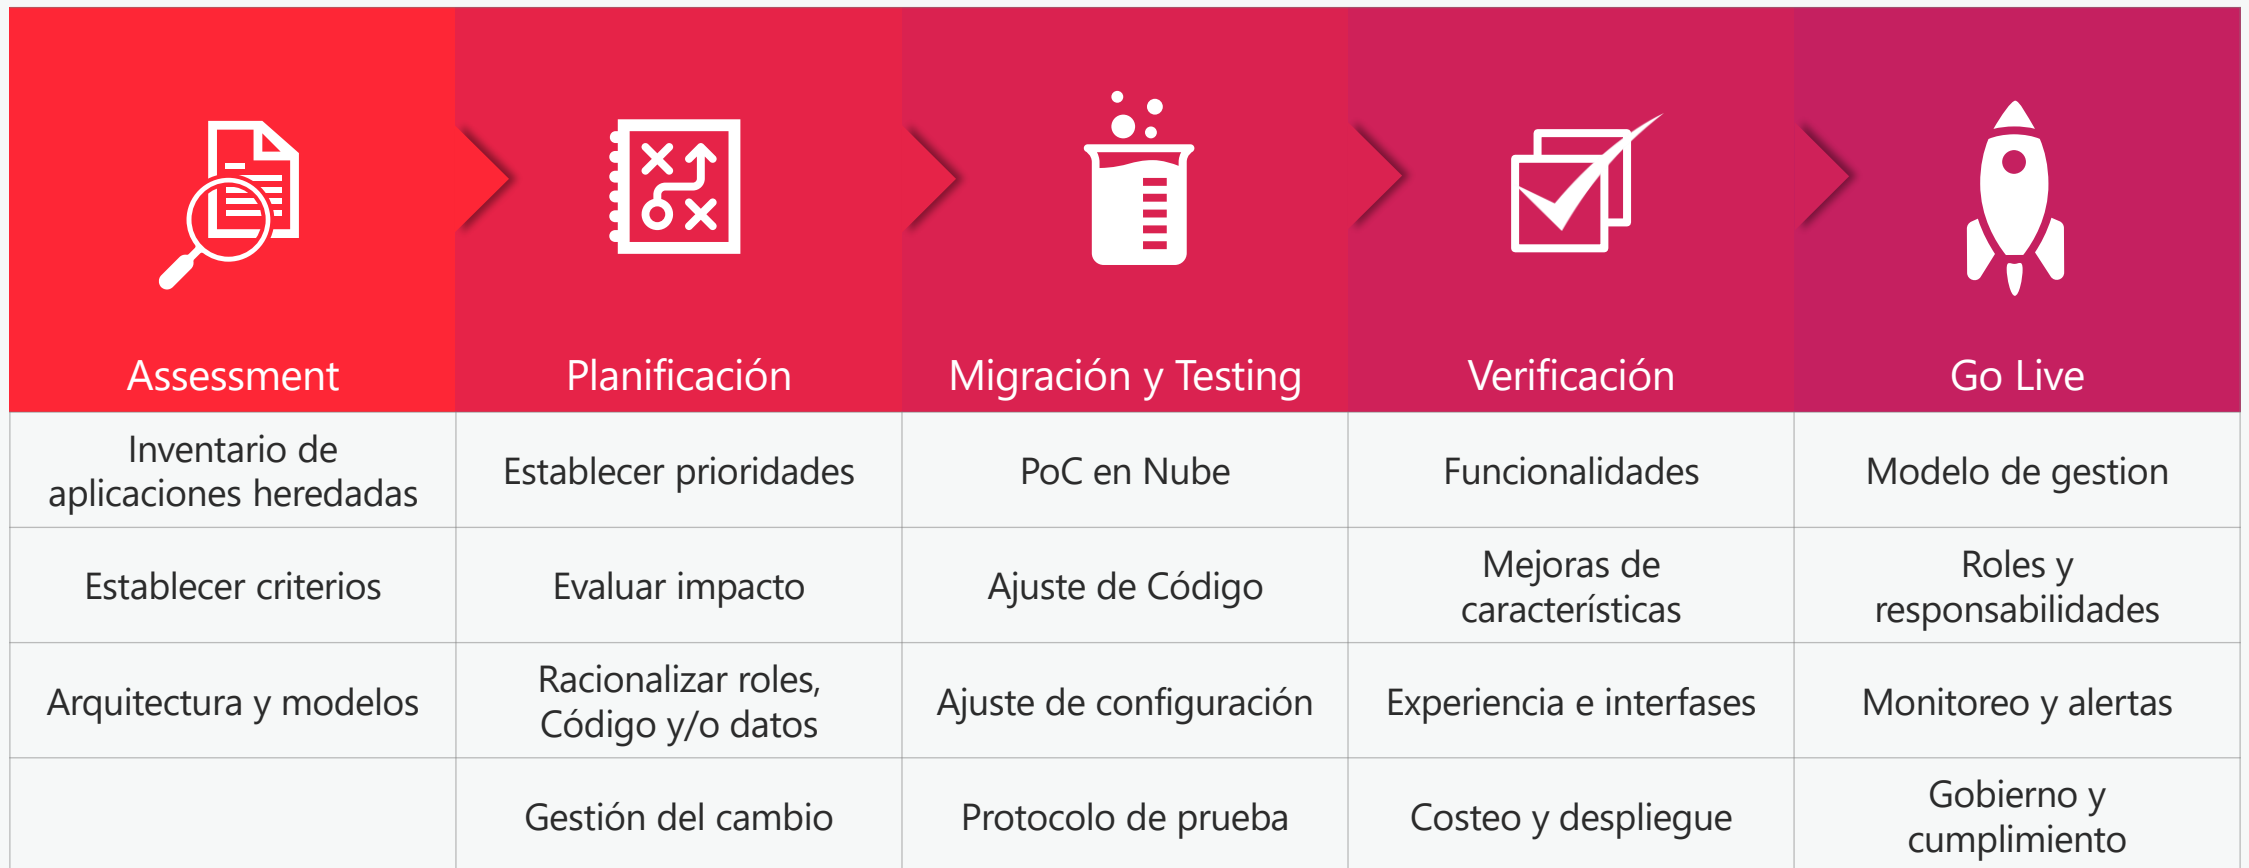 Assessment
Planificación
Migración y Testing
Verificación
Go Live
Inventario de
aplicaciones heredadas
Establecer prioridades
PoC en Nube
Funcionalidades
Modelo de gestion
Establecer criterios
Evaluar impacto
Ajuste de Código
Mejoras de
características
Roles y
responsabilidades
Arquitectura y modelos
Racionalizar roles,
Código y/o datos
Ajuste de configuración
Experiencia e interfases
Monitoreo y alertas
Gestión del cambio
Protocolo de prueba
Costeo y despliegue
Gobierno y
cumplimiento